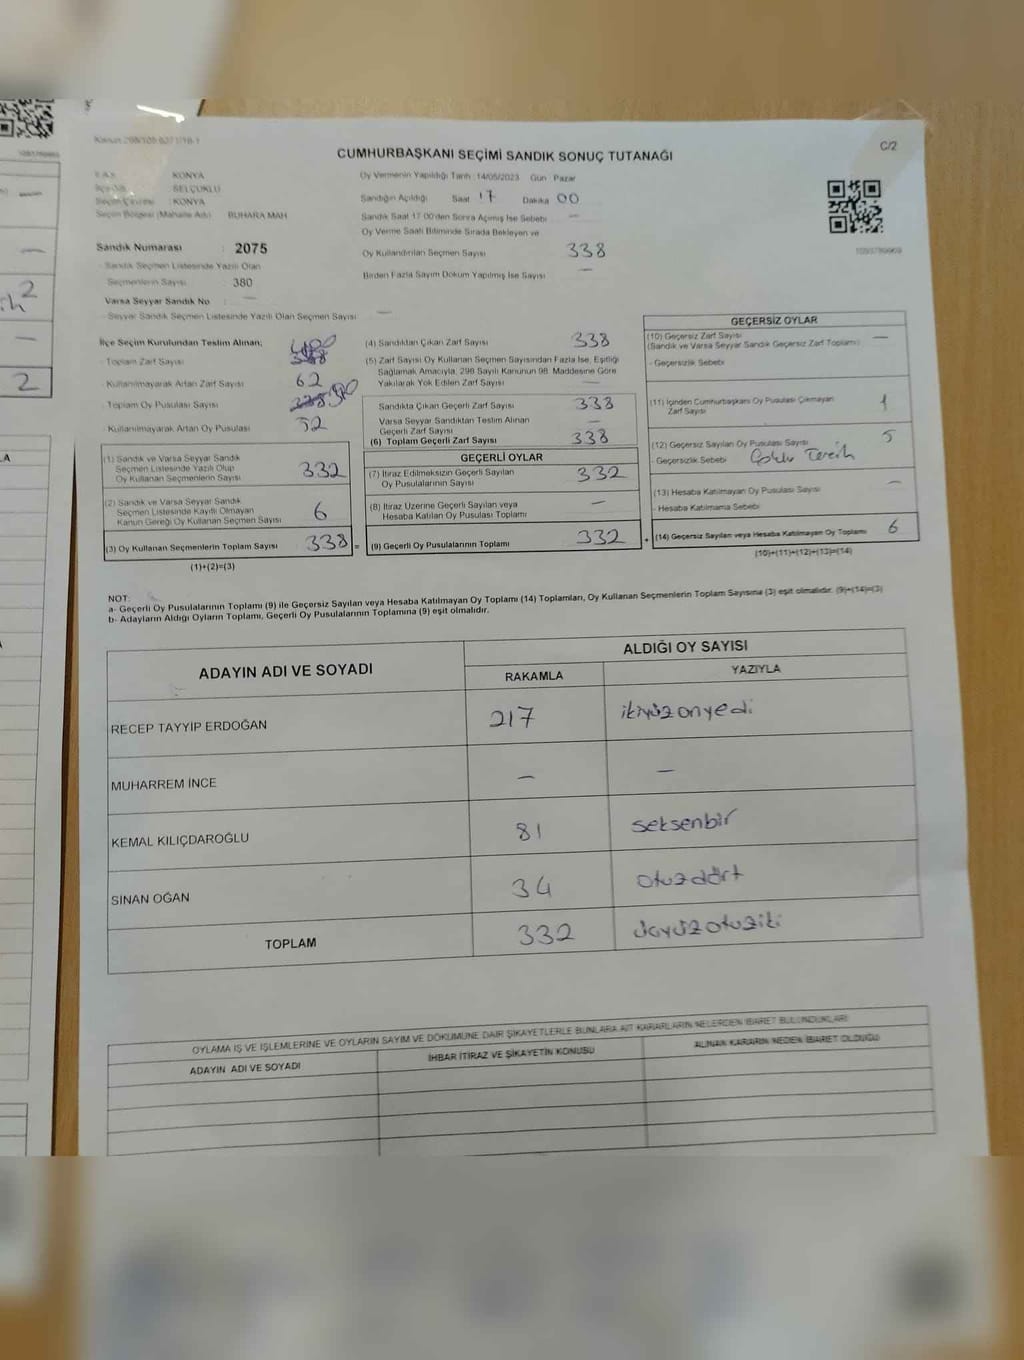 Kanun 298/105 6271/16-1
C/2
CUMHURBAŞKANI SEÇİMİ SANDIK SONUÇ TUTANAĞI
KONYA
SELÇUKLU
Seçim Çevresi : KONYA
Seçim Bölgesi (Mahalle Adı) BUHARA MAH
Sandık Numarası : 2075
Sandık Seçmen Listesinde Yazılı Olan
Seçmenlerin Sayısı : 380
Varsa Seyyar Sandık No : —
Seyyar Sandık Seçmen Listesinde Yazılı Olan Seçmen Sayısı —
Oy Vermenin Yapıldığı Tarih :14/05/2023 Gün Pazar
Sandığın Açıldığı Saat 17 Dakika 00
Sandık Saat 17:00'den Sonra Açılmış İse Sebebi —
Oy Verme Saati Bitiminde Sırada Bekleyen ve
Oy Kullandırılan Seçmen Sayısı 338
Birden Fazla Sayım Döküm Yapılmış İse Sayısı —
1093789969
İlçe Seçim Kurulundan Teslim Alınan;
- Toplam Zarf Sayısı
- Kullanılmayarak Artan Zarf Sayısı 62
- Toplam Oy Pusulası Sayısı
- Kullanılmayarak Artan Oy Pusulası 52
(1) Sandık ve Varsa Seyyar Sandık
Seçmen Listesinde Yazılı Olup
Oy Kullanan Seçmenlerin Sayısı 332
(2) Sandık ve Varsa Seyyar Sandık
Seçmen Listesinde Kayıtlı Olmayan
Kanun Gereği Oy Kullanan Seçmen Sayısı 6
(3) Oy Kullanan Seçmenlerin Toplam Sayısı 338 =
(1)+(2)=(3)
(4) Sandıktan Çıkan Zarf Sayısı 338
(5) Zarf Sayısı Oy Kullanan Seçmen Sayısından Fazla İse, Eşitliği
Sağlamak Amacıyla, 298 Sayılı Kanunun 98. Maddesine Göre
Yakılarak Yok Edilen Zarf Sayısı —
Sandıkta Çıkan Geçerli Zarf Sayısı 338
Varsa Seyyar Sandıktan Teslim Alınan
Geçerli Zarf Sayısı —
(6) Toplam Geçerli Zarf Sayısı 338
GEÇERLİ OYLAR
(7) İtiraz Edilmeksizin Geçerli Sayılan
Oy Pusulalarının Sayısı 332
(8) İtiraz Üzerine Geçerli Sayılan veya
Hesaba Katılan Oy Pusulası Toplamı —
(9) Geçerli Oy Pusulalarının Toplamı 332 +
GEÇERSİZ OYLAR
(10) Geçersiz Zarf Sayısı —
(Sandık ve Varsa Seyyar Sandık Geçersiz Zarf Toplamı)
- Geçersizlik Sebebi
(11) İçinden Cumhurbaşkanı Oy Pusulası Çıkmayan
Zarf Sayısı 1
(12) Geçersiz Sayılan Oy Pusulası Sayısı 5
- Geçersizlik Sebebi Çoklu Tercih
(13) Hesaba Katılmayan Oy Pusulası Sayısı —
- Hesaba Katılmama Sebebi
(14) Geçersiz Sayılan veya Hesaba Katılmayan Oy Toplamı 6
(10)+(11)+(12)+(13)=(14)
NOT:
a- Geçerli Oy Pusulalarının Toplamı (9) ile Geçersiz Sayılan veya Hesaba Katılmayan Oy Toplamı (14) Toplamları, Oy Kullanan Seçmenlerin Toplam Sayısına (3) eşit olmalıdır. (9)+(14)=(3)
b- Adayların Aldığı Oyların Toplamı, Geçerli Oy Pusulalarının Toplamına (9) eşit olmalıdır.
ADAYIN ADI VE SOYADI
ALDIĞI OY SAYISI
RAKAMLA YAZIYLA
RECEP TAYYİP ERDOĞAN 217 ikiyüzonyedi
MUHARREM İNCE — —
KEMAL KILIÇDAROĞLU 81 seksenbir
SİNAN OĞAN 34 otuzdört
TOPLAM 332 üçyüzotuziki
OYLAMA İŞ VE İŞLEMLERİNE VE OYLARIN SAYIM VE DÖKÜMÜNE DAİR ŞİKAYETLERLE BUNLARA AİT KARARLARIN NELERDEN İBARET BULUNDUKLARI
ADAYIN ADI VE SOYADI İHBAR İTİRAZ VE ŞİKAYETİN KONUSU ALINAN KARARIN NEDEN İBARET OLDUĞU
2
2